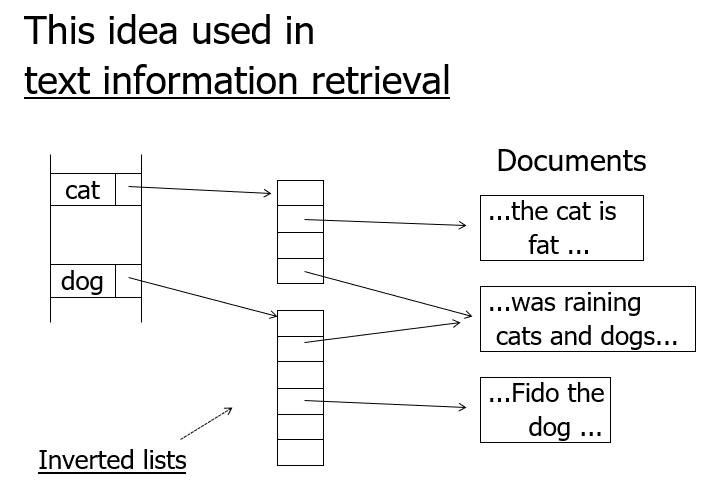 This idea used in
text information retrieval
Documents
cat
...the cat is
fat ...
dog
...was raining
cats and dogs...
...Fido the
dog ...
Inverted lists